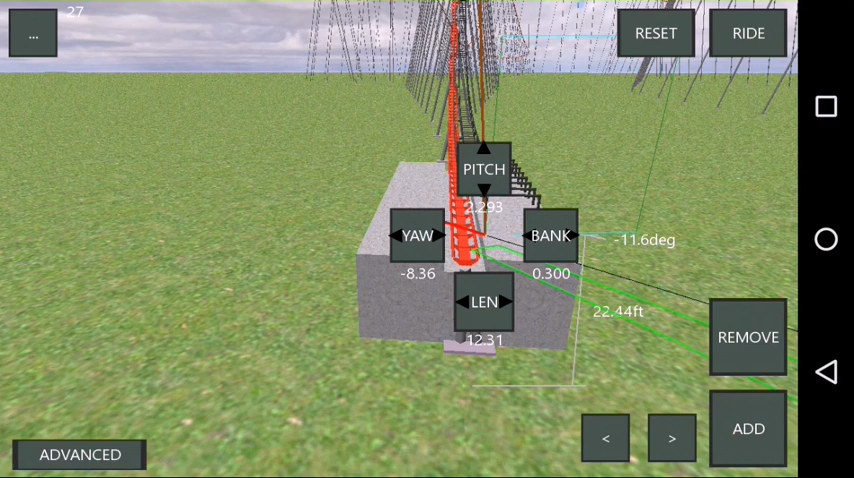 27
...
RESET
RIDE
PITCH
2.293
YAW
BANK
-11.6deg
-8.36
0.300
LEN
22.44ft
12.31
REMOVE
ADD
<
>
ADVANCED